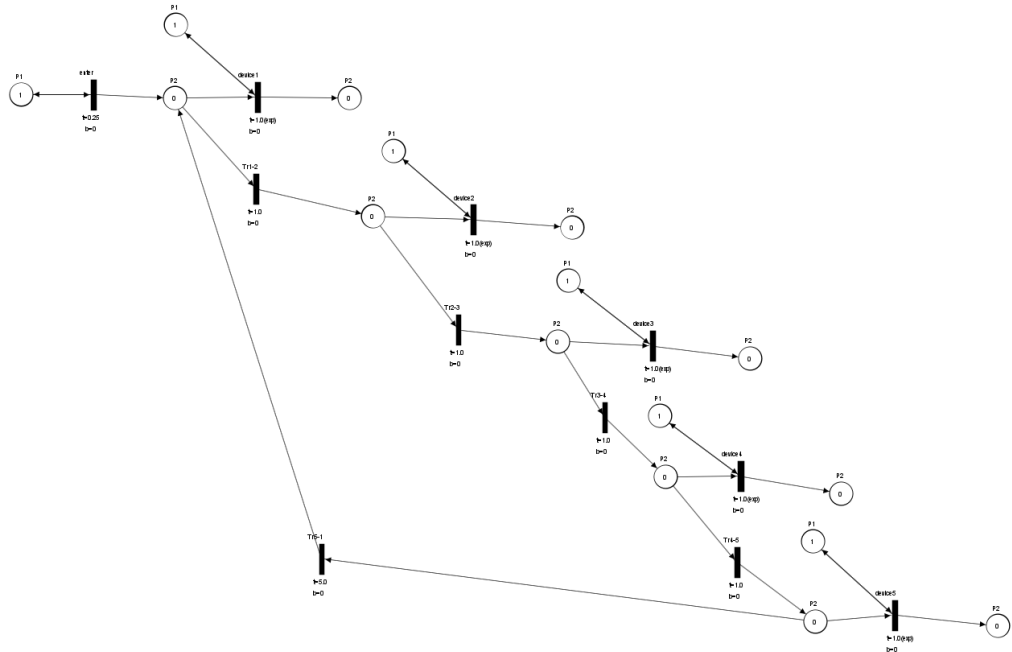 P1
1
P1
1
enter
t=0.25
b=0
P2
0
device1
t=1.0(exp)
b=0
P2
0
P1
1
Tr1-2
t=1.0
b=0
P2
0
device2
t=1.0(exp)
b=0
P2
0
P1
1
Tr2-3
t=1.0
b=0
P2
0
device3
t=1.0(exp)
b=0
P2
0
Tr3-4
t=1.0
b=0
P1
1
P2
0
device4
t=1.0(exp)
b=0
P2
0
Tr5-1
t=5.0
b=0
Tr4-5
t=1.0
b=0
P1
1
P2
0
device5
t=1.0(exp)
b=0
P2
0